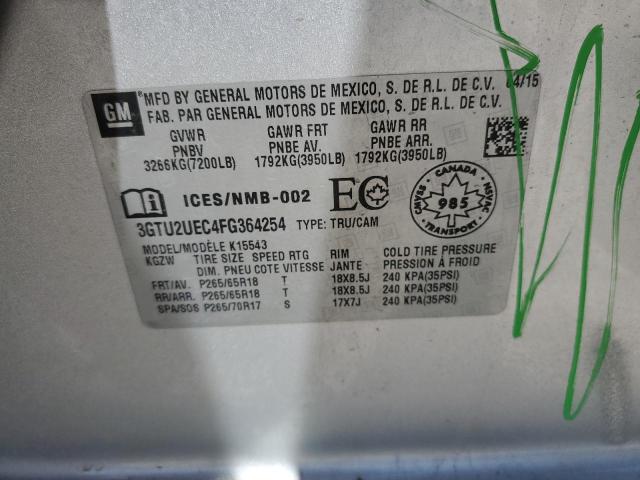 GM
® MFD BY GENERAL MOTORS DE MEXICO, S. DE R.L. DE C.V. 04/15
FAB. PAR GENERAL MOTORS DE MEXICO, S. DE R.L. DE C.V.
GVWR GAWR FRT GAWR RR
PNBV PNBE AV. PNBE ARR.
3266KG(7200LB) 1792KG(3950LB) 1792KG(3950LB)
ICES/NMB-002 EC
CANADA
CMVSS NSVAC
985
TRANSPORT
3GTU2UEC4FG364254 TYPE: TRU/CAM
MODEL/MODÈLE K15543
KGZW TIRE SIZE SPEED RTG RIM COLD TIRE PRESSURE
DIM. PNEU COTE VITESSE JANTE PRESSION À FROID
FRT/AV. P265/65R18 T 18X8.5J 240 KPA(35PSI)
RR/ARR. P265/65R18 T 18X8.5J 240 KPA(35PSI)
SPA/SOS P265/70R17 S 17X7J 240 KPA(35PSI)